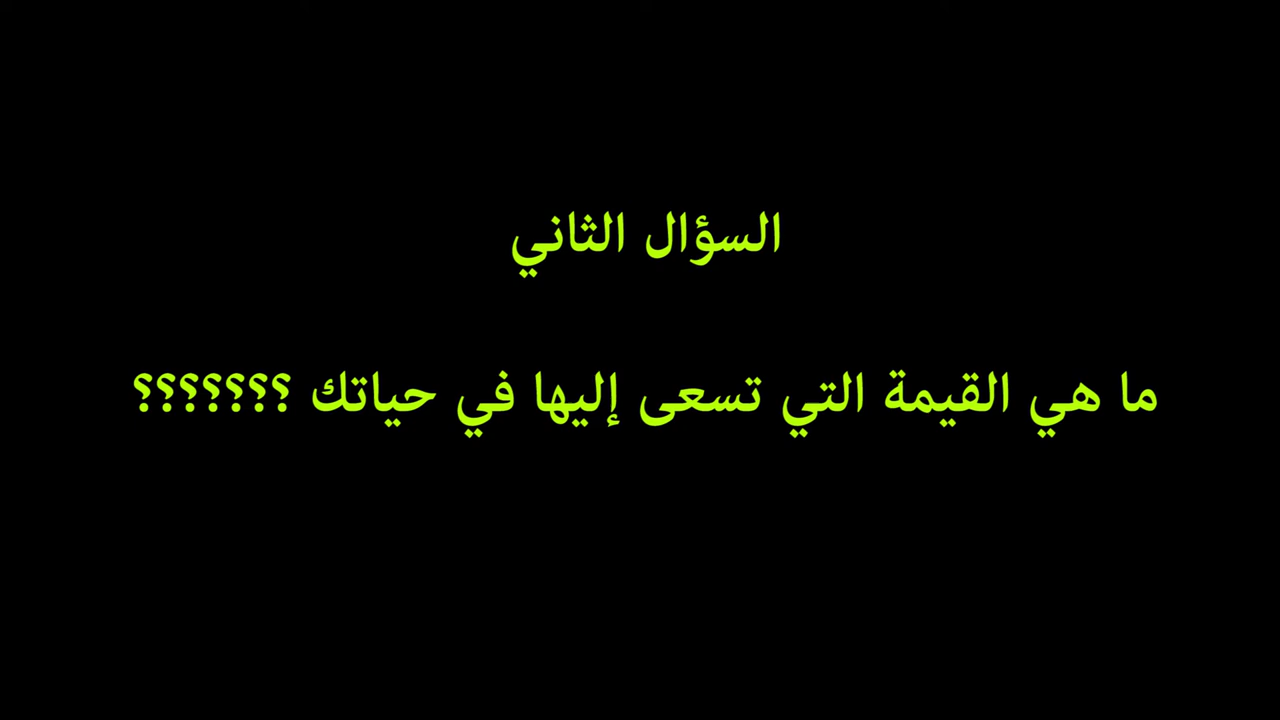 السؤال الثاني
ما هي القيمة التي تسعى إليها في حياتك ؟؟؟؟؟؟؟